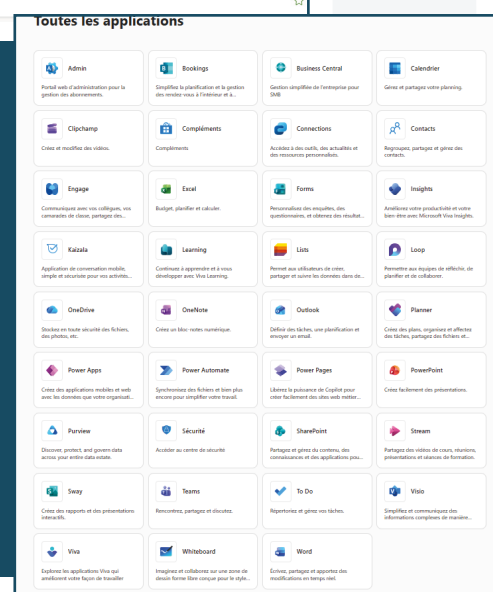 Toutes les applications
Admin
Portail web d'administration pour la
gestion des abonnements.
Bookings
Simplifiez la planification et la gestion
des rendez-vous à l'intérieur et à...
Business Central
Gestion simplifiée de l'entreprise pour
SMB
Calendrier
Gérez et partagez votre planning.
Clipchamp
Créez et modifiez des vidéos.
Compléments
Compléments
Connections
Accédez à des outils, des actualités et
des ressources personnalisés.
Contacts
Regroupez, partagez et gérez des
contacts.
Engage
Communiquez avec vos collègues, vos
camarades de classe, partagez des...
Excel
Budget, planifier et calculer.
Forms
Personnalisez des enquêtes, des
questionnaires, et obtenez des résultat...
Insights
Améliorez votre productivité et votre
bien-être avec Microsoft Viva Insights.
Kaizala
Application de conversation mobile,
simple et sécurisée pour vos activités...
Learning
Continuez à apprendre et à vous
développer avec Viva Learning.
Lists
Permet aux utilisateurs de créer,
partager et suivre les données dans de...
Loop
Permettre aux équipes de réfléchir, de
planifier et de collaborer.
OneDrive
Stockez en toute sécurité des fichiers,
des photos, etc.
OneNote
Créez un bloc-notes numérique.
Outlook
Définir des tâches, une planification et
envoyer un email.
Planner
Créez des plans, organisez et affectez
des tâches, partagez des fichiers et...
Power Apps
Créez des applications mobiles et web
avec les données que votre organisati...
Power Automate
Synchronisez des fichiers et bien plus
encore pour simplifier votre travail.
Power Pages
Libérez la puissance de Copilot pour
créer facilement des sites web métier...
PowerPoint
Créez facilement des présentations.
Purview
Discover, protect, and govern data
across your entire data estate.
Sécurité
Accéder au centre de sécurité
SharePoint
Partagez et gérez du contenu, des
connaissances et des applications pou...
Stream
Partagez des vidéos de cours, réunions,
présentations et séances de formation.
Sway
Créez des rapports et des présentations
interactifs.
Teams
Rencontrez, partagez et discutez.
To Do
Répertoriez et gérez vos tâches.
Visio
Simplifiez et communiquez des
informations complexes de manière...
Viva
Explorez les applications Viva qui
améliorent votre façon de travailler
Whiteboard
Imaginez et collaborez sur une zone de
dessin forme libre conçue pour le style...
Word
Écrivez, partagez et apportez des
modifications en temps réel.